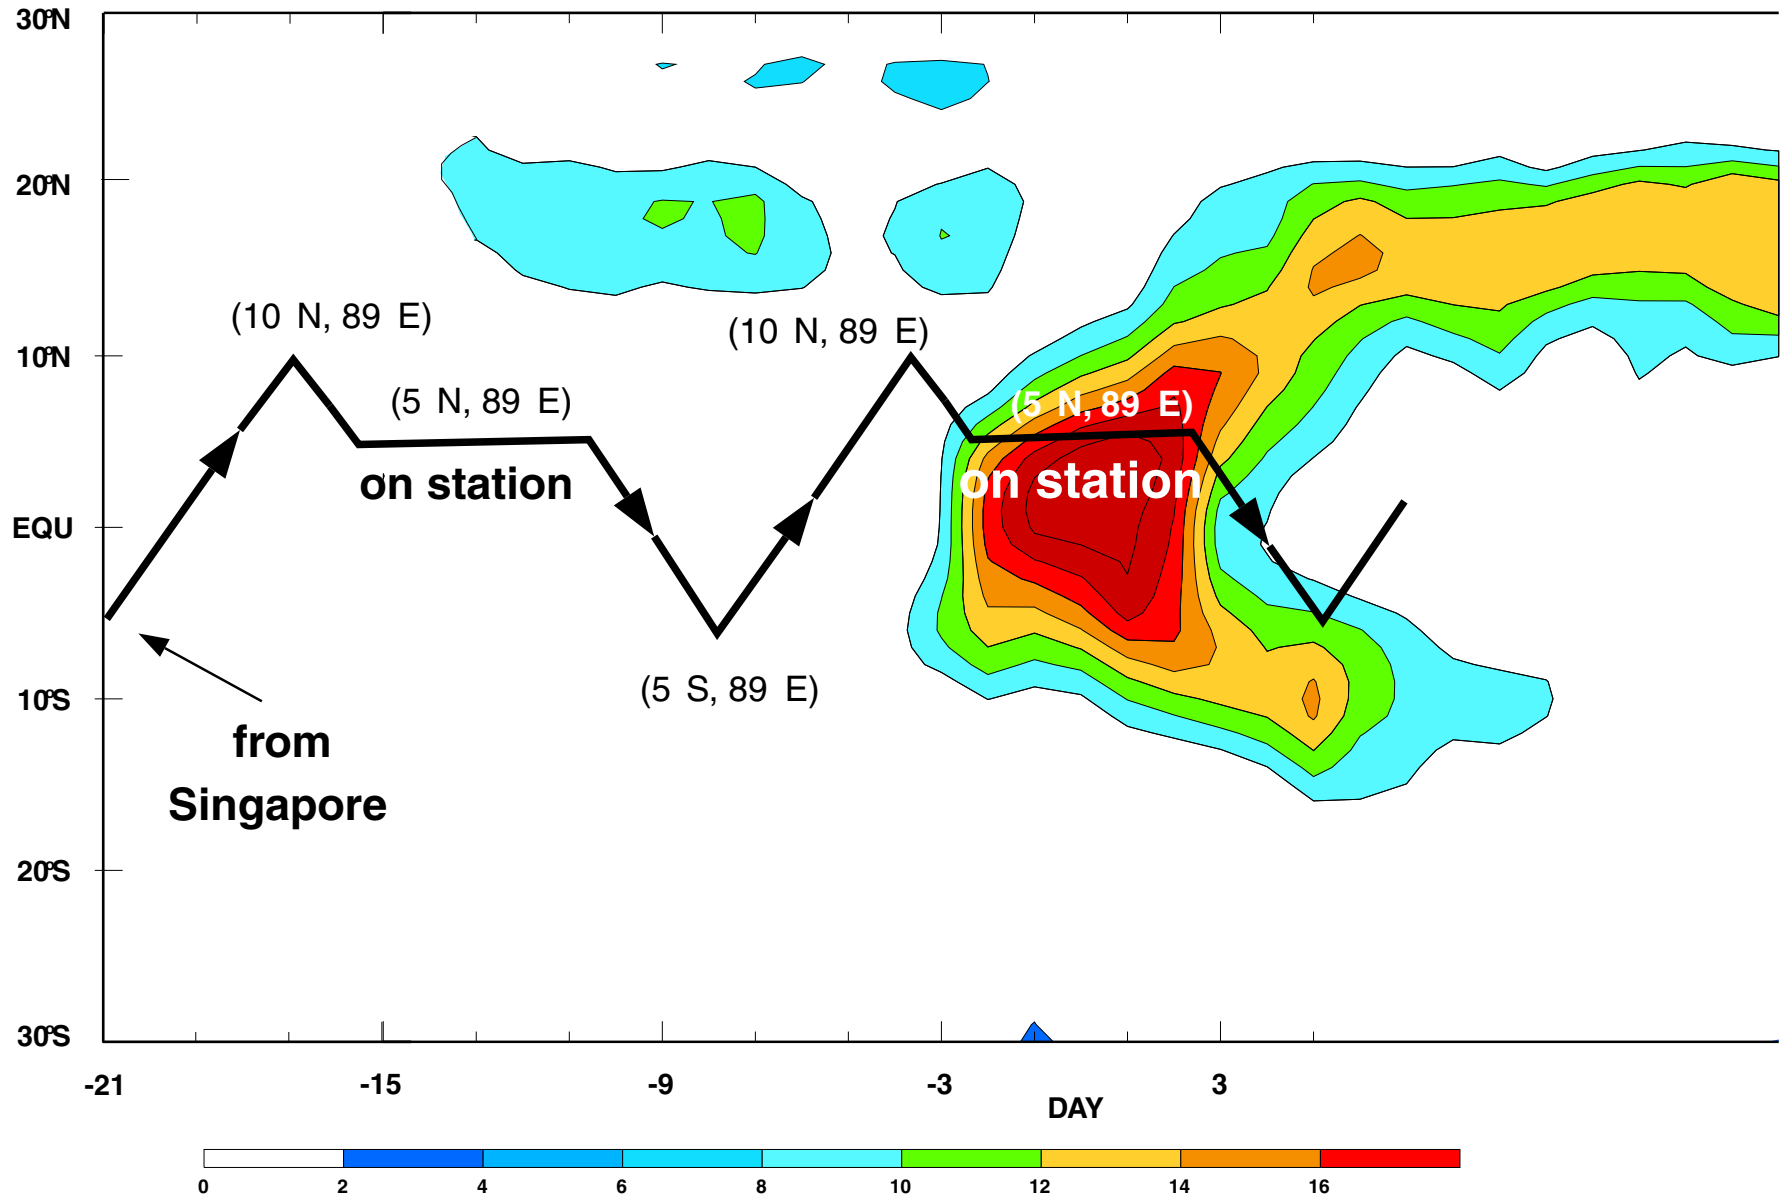 30°N
20°N
(10 N, 89 E)
(10 N, 89 E)
10°N
(5 N, 89 E)
(5 N, 89 E)
on station
on station
EQU
(5 S, 89 E)
10°S
from
Singapore
20°S
30°S
-21 -15 -9 -3 3
DAY
0 2 4 6 8 10 12 14 16